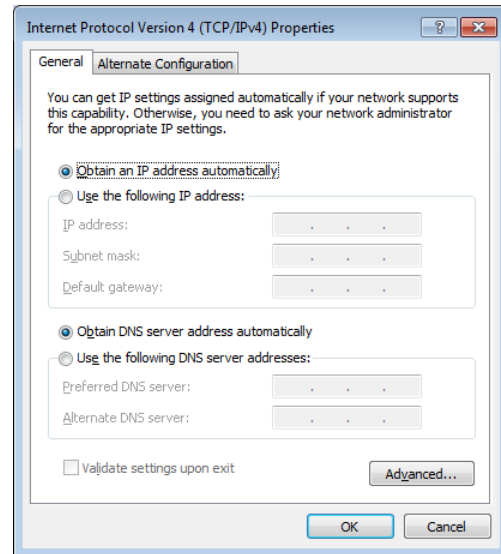 Internet Protocol Version 4 (TCP/IPv4) Properties
General
Alternate Configuration
You can get IP settings assigned automatically if your network supports
this capability. Otherwise, you need to ask your network administrator
for the appropriate IP settings.
Obtain an IP address automatically
Use the following IP address:
IP address:
Subnet mask:
Default gateway:
Obtain DNS server address automatically
Use the following DNS server addresses:
Preferred DNS server:
Alternate DNS server:
Validate settings upon exit
Advanced...
OK
Cancel